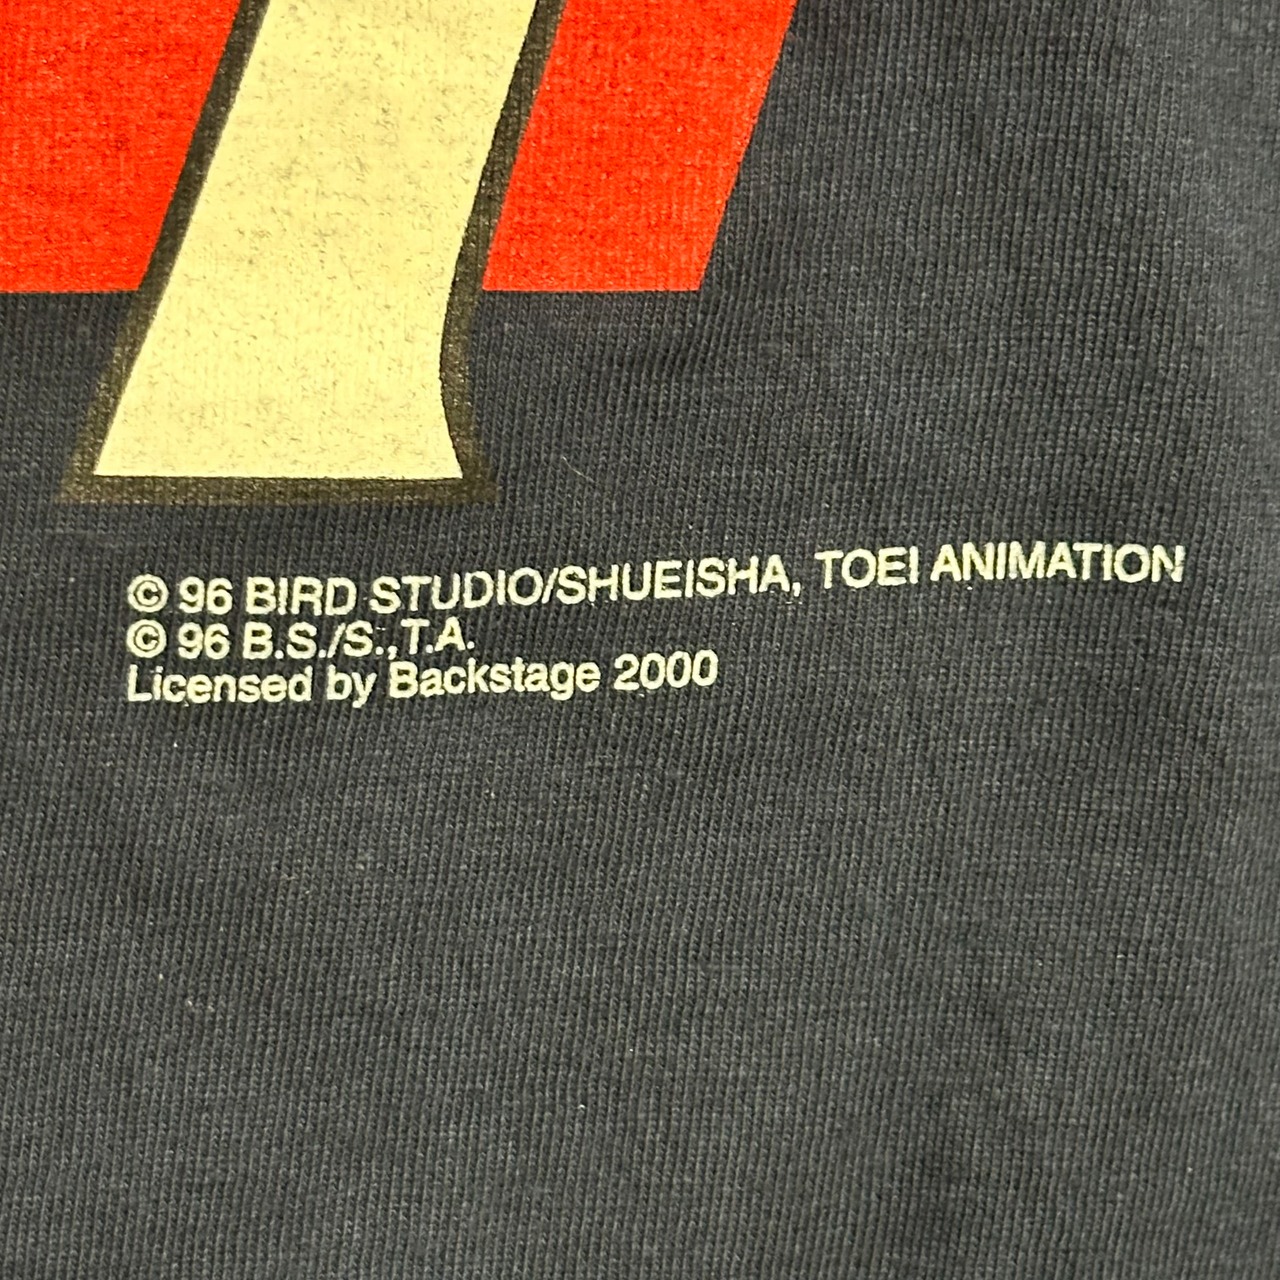 © 96 BIRD STUDIO/SHUEISHA, TOEI ANIMATION
© 96 B.S./S.,T.A.
Licensed by Backstage 2000